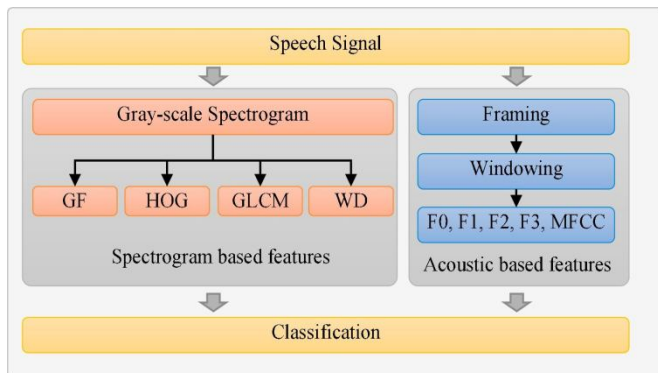 Speech Signal
Gray-scale Spectrogram
GF
HOG
GLCM
WD
Spectrogram based features
Framing
Windowing
F0, F1, F2, F3, MFCC
Acoustic based features
Classification